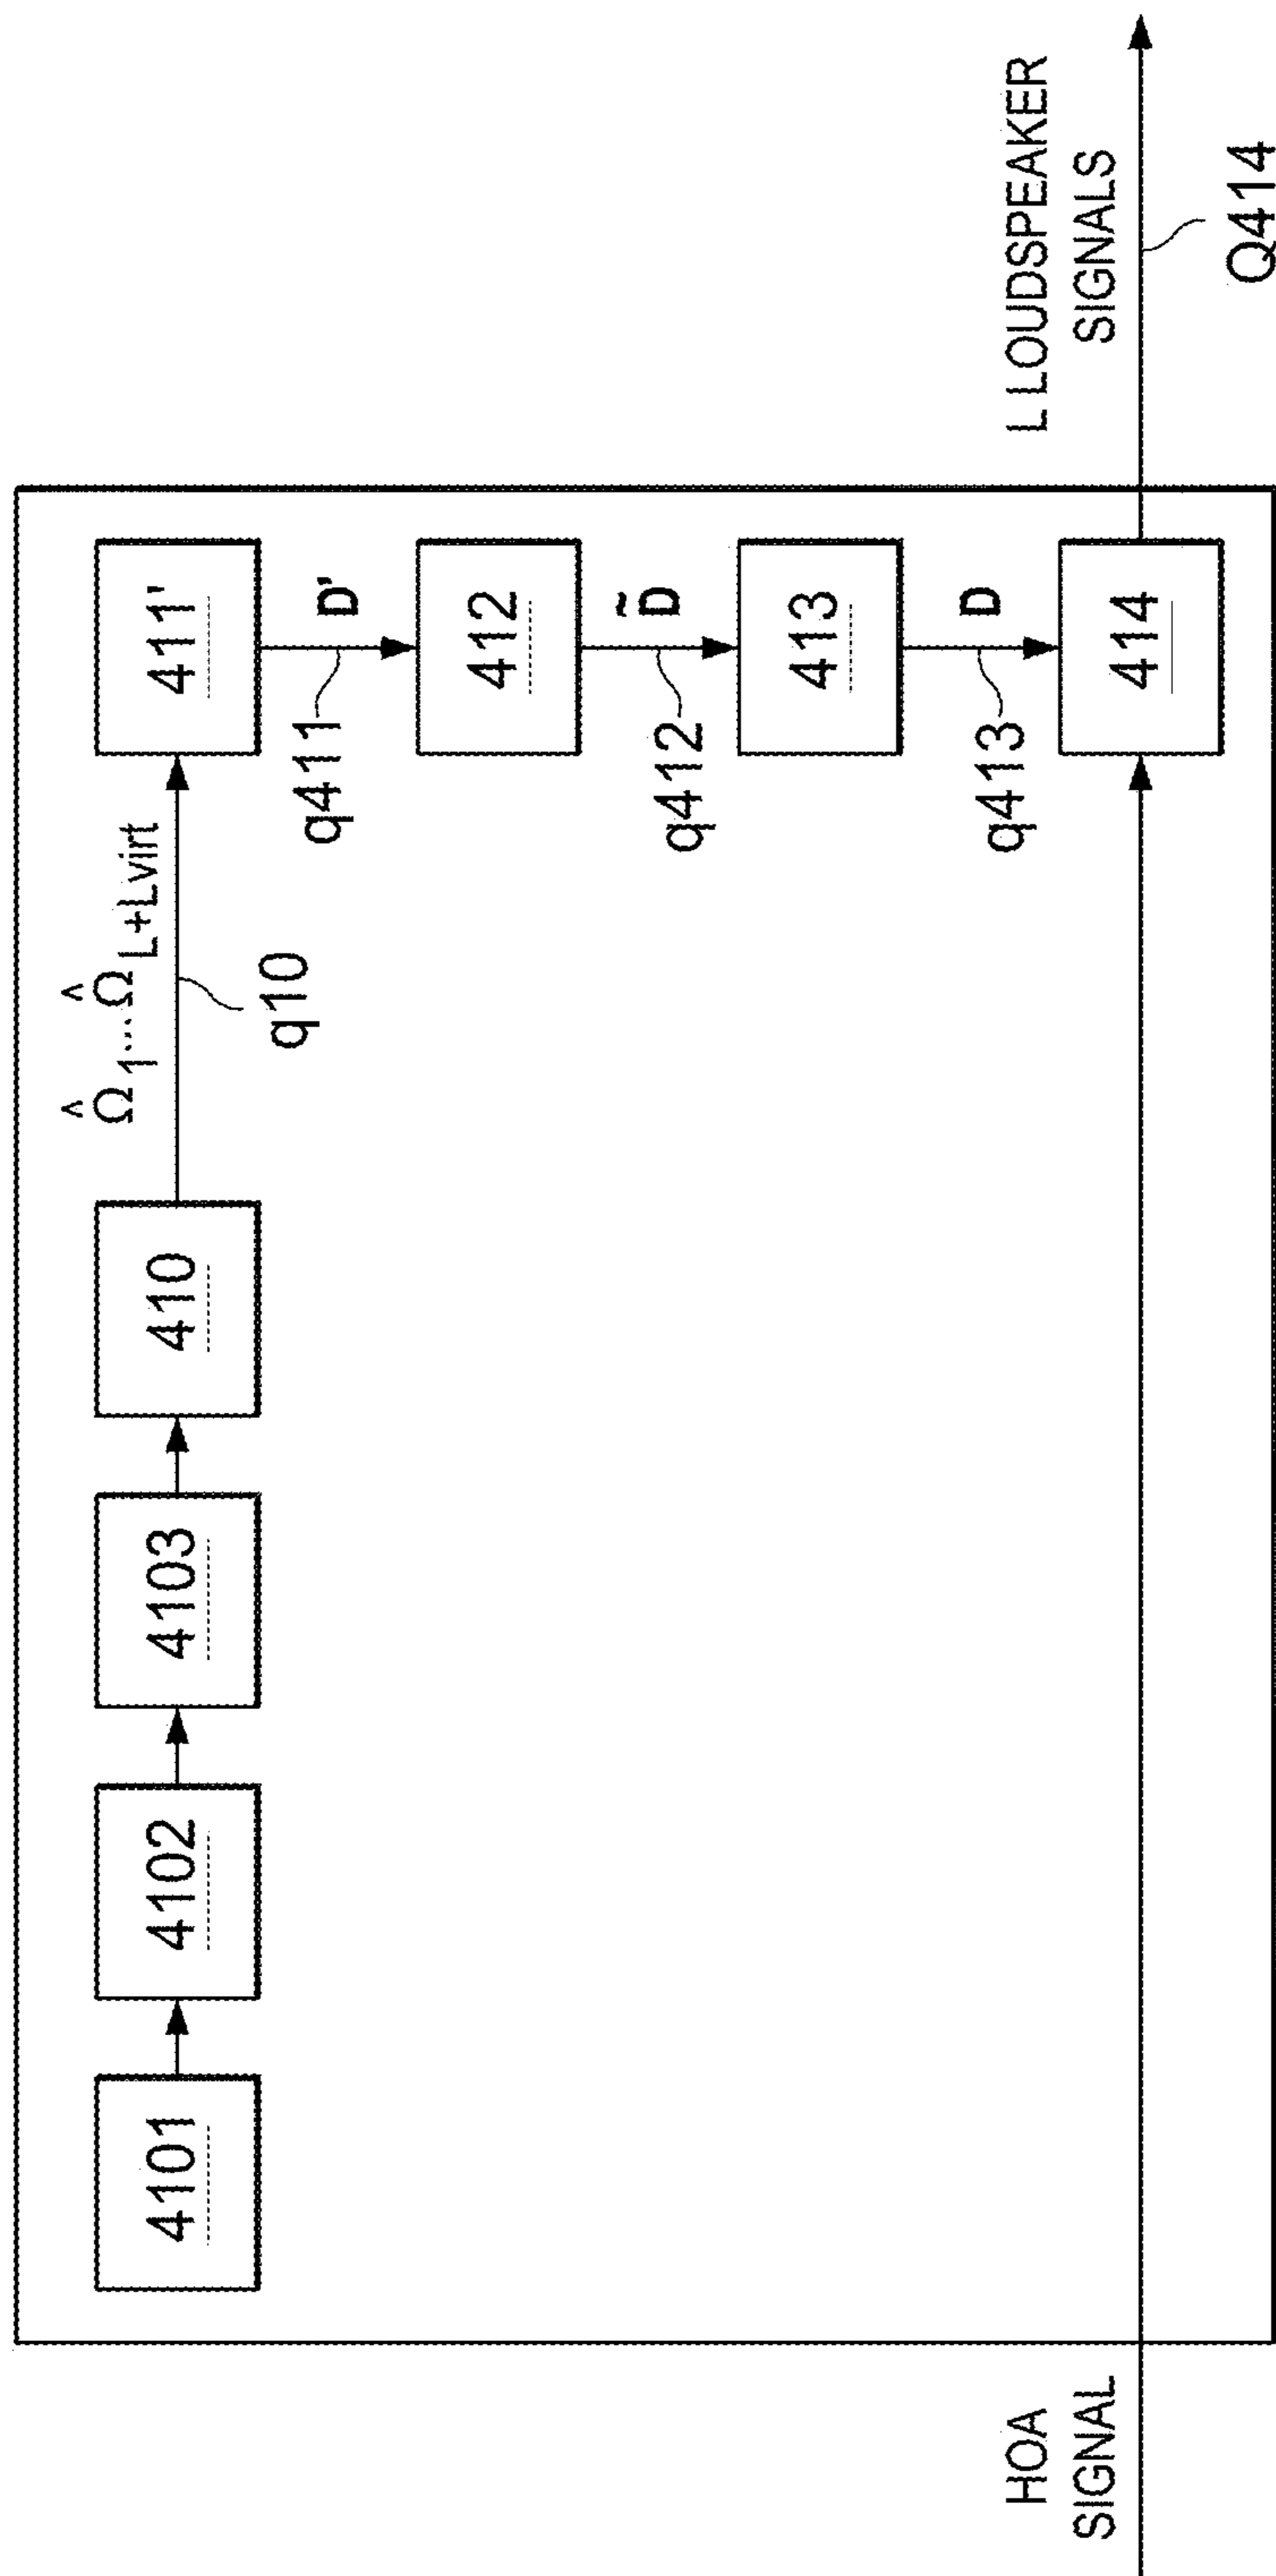 4101
4102
4103
410
Ω̂1...Ω̂L+Lvirt
q10
411'
q411
D'
412
q412
D̃
413
q413
D
414
HOA
SIGNAL
L LOUDSPEAKER
SIGNALS
Q414